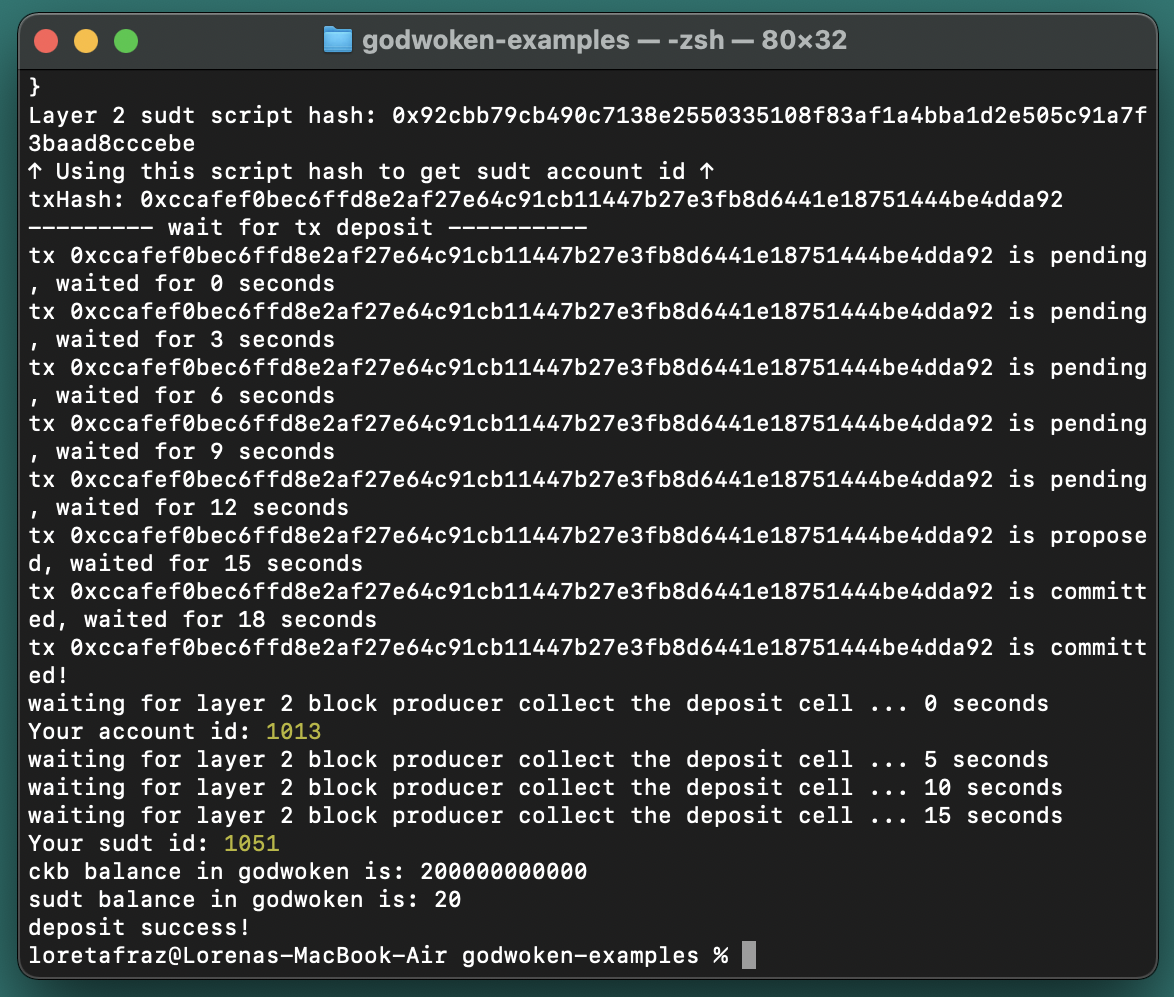 godwoken-examples — -zsh — 80×32
}
Layer 2 sudt script hash: 0x92cbb79cb490c7138e2550335108f83af1a4bba1d2e505c91a7f
3baad8cccebe
↑ Using this script hash to get sudt account id ↑
txHash: 0xccafef0bec6ffd8e2af27e64c91cb11447b27e3fb8d6441e18751444be4dda92
--------- wait for tx deposit ----------
tx 0xccafef0bec6ffd8e2af27e64c91cb11447b27e3fb8d6441e18751444be4dda92 is pending
, waited for 0 seconds
tx 0xccafef0bec6ffd8e2af27e64c91cb11447b27e3fb8d6441e18751444be4dda92 is pending
, waited for 3 seconds
tx 0xccafef0bec6ffd8e2af27e64c91cb11447b27e3fb8d6441e18751444be4dda92 is pending
, waited for 6 seconds
tx 0xccafef0bec6ffd8e2af27e64c91cb11447b27e3fb8d6441e18751444be4dda92 is pending
, waited for 9 seconds
tx 0xccafef0bec6ffd8e2af27e64c91cb11447b27e3fb8d6441e18751444be4dda92 is pending
, waited for 12 seconds
tx 0xccafef0bec6ffd8e2af27e64c91cb11447b27e3fb8d6441e18751444be4dda92 is propose
d, waited for 15 seconds
tx 0xccafef0bec6ffd8e2af27e64c91cb11447b27e3fb8d6441e18751444be4dda92 is committ
ed, waited for 18 seconds
tx 0xccafef0bec6ffd8e2af27e64c91cb11447b27e3fb8d6441e18751444be4dda92 is committ
ed!
waiting for layer 2 block producer collect the deposit cell ... 0 seconds
Your account id: 1013
waiting for layer 2 block producer collect the deposit cell ... 5 seconds
waiting for layer 2 block producer collect the deposit cell ... 10 seconds
waiting for layer 2 block producer collect the deposit cell ... 15 seconds
Your sudt id: 1051
ckb balance in godwoken is: 200000000000
sudt balance in godwoken is: 20
deposit success!
loretafraz@Lorenas-MacBook-Air godwoken-examples %